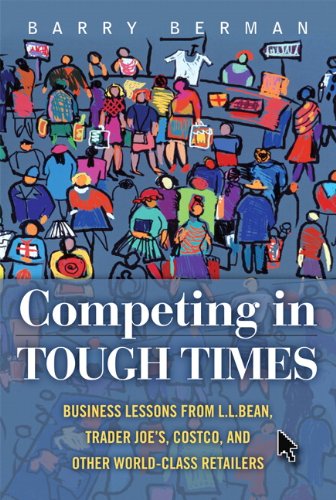 BARRY BERMAN
Competing in
TOUGH TIMES
BUSINESS LESSONS FROM L.L.BEAN,
TRADER JOE'S, COSTCO, AND
OTHER WORLD-CLASS RETAILERS